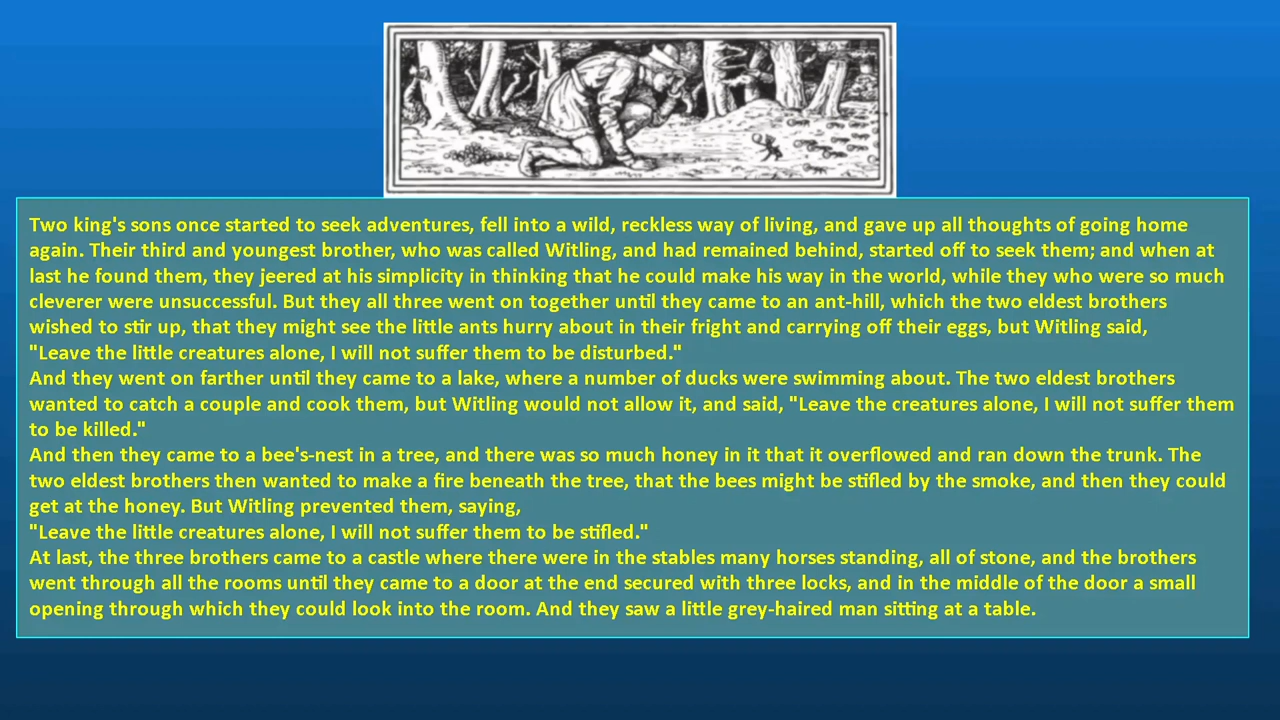 Two king's sons once started to seek adventures, fell into a wild, reckless way of living, and gave up all thoughts of going home
again. Their third and youngest brother, who was called Witling, and had remained behind, started off to seek them; and when at
last he found them, they jeered at his simplicity in thinking that he could make his way in the world, while they who were so much
cleverer were unsuccessful. But they all three went on together until they came to an ant-hill, which the two eldest brothers
wished to stir up, that they might see the little ants hurry about in their fright and carrying off their eggs, but Witling said,
"Leave the little creatures alone, I will not suffer them to be disturbed."
And they went on farther until they came to a lake, where a number of ducks were swimming about. The two eldest brothers
wanted to catch a couple and cook them, but Witling would not allow it, and said, "Leave the creatures alone, I will not suffer them
to be killed."
And then they came to a bee's-nest in a tree, and there was so much honey in it that it overflowed and ran down the trunk. The
two eldest brothers then wanted to make a fire beneath the tree, that the bees might be stifled by the smoke, and then they could
get at the honey. But Witling prevented them, saying,
"Leave the little creatures alone, I will not suffer them to be stifled."
At last, the three brothers came to a castle where there were in the stables many horses standing, all of stone, and the brothers
went through all the rooms until they came to a door at the end secured with three locks, and in the middle of the door a small
opening through which they could look into the room. And they saw a little grey-haired man sitting at a table.